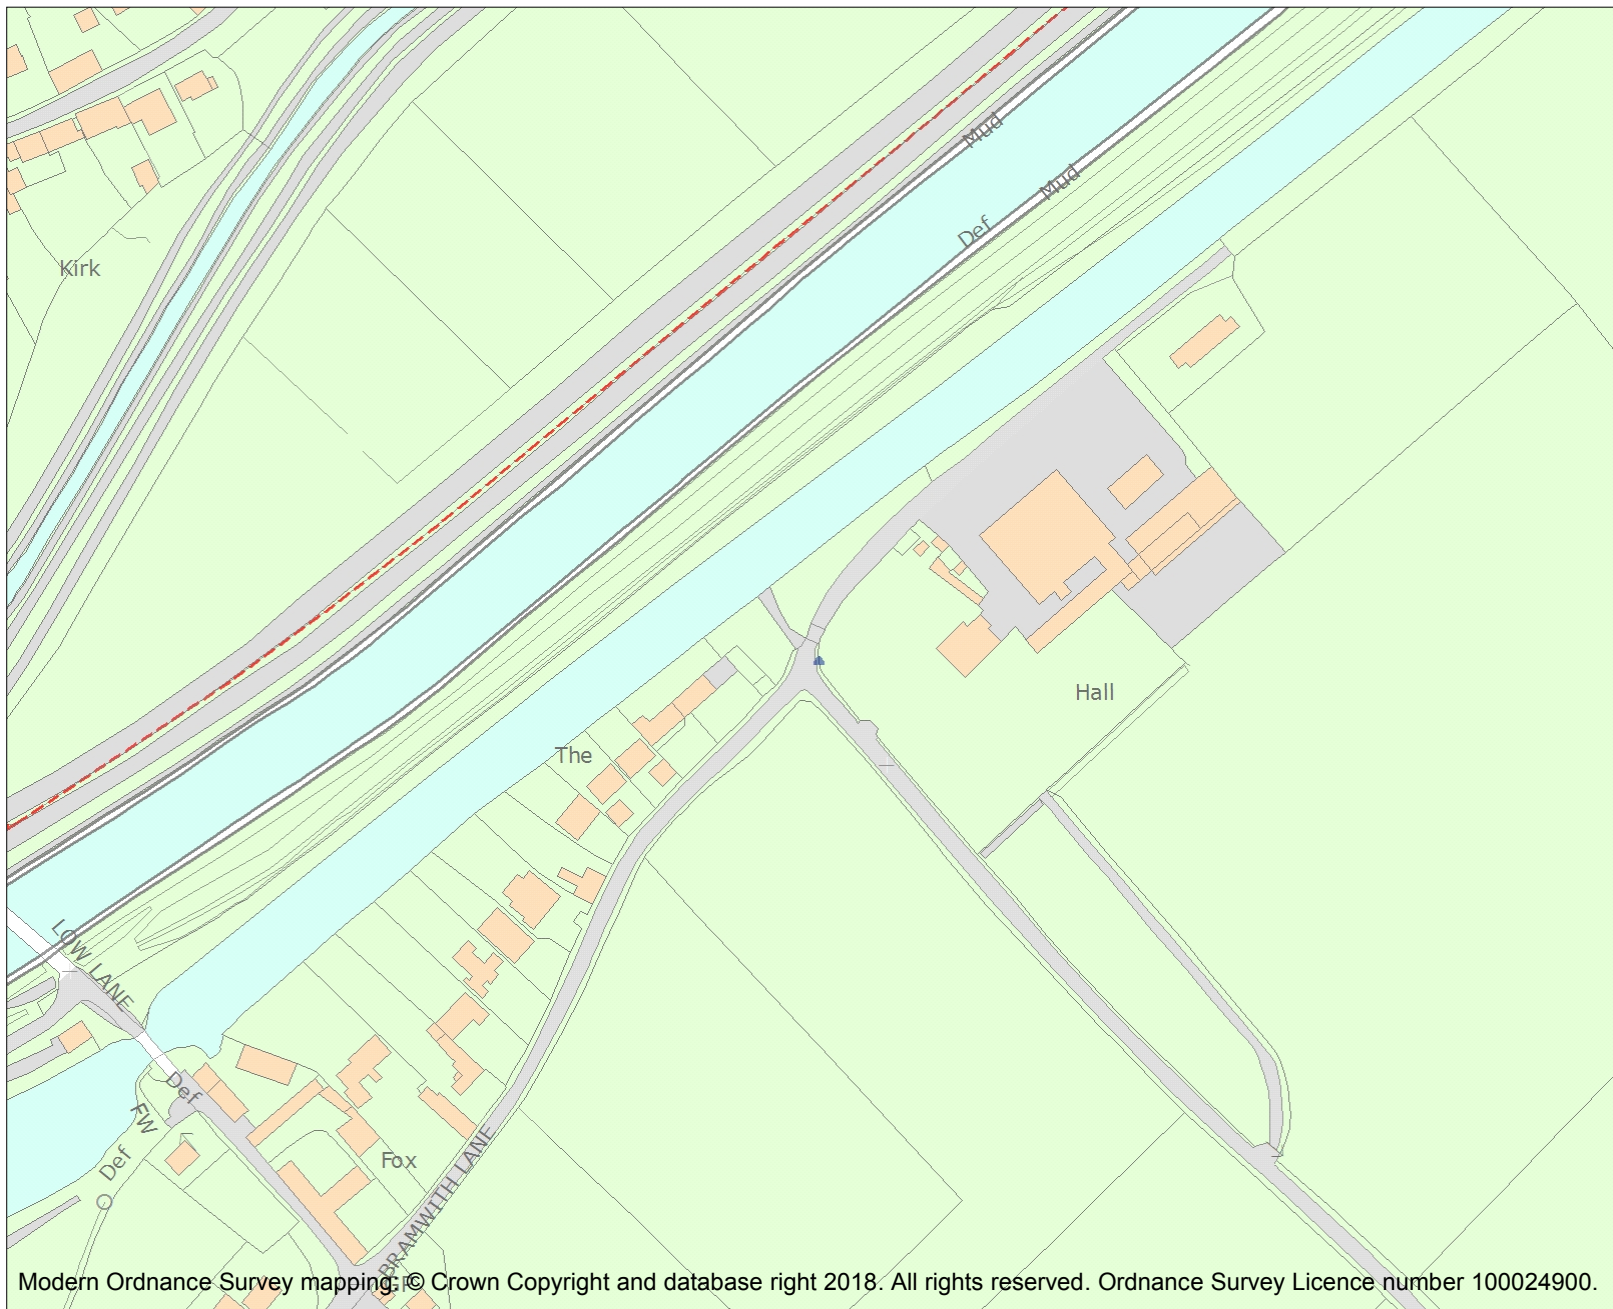 Mud
Mud
Def
Kirk
Hall
The
LOW LANE
Def
FW
Def
Fox
BRAMWITH LANE
Modern Ordnance Survey mapping: © Crown Copyright and database right 2018. All rights reserved. Ordnance Survey Licence number 100024900.